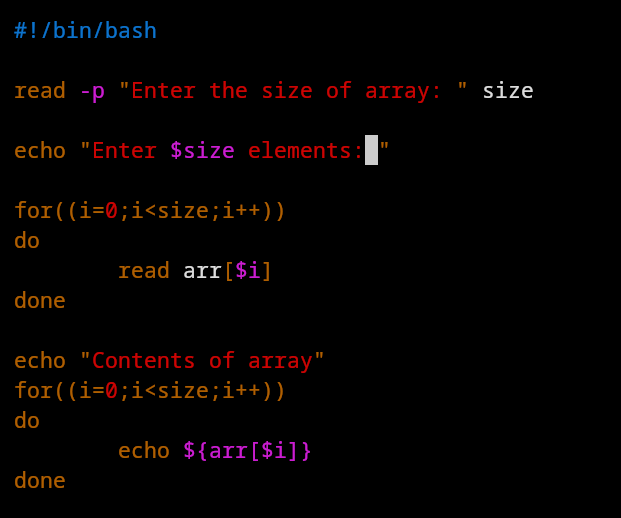 #!/bin/bash
read -p "Enter the size of array: " size
echo "Enter $size elements: "
for((i=0;i<size;i++))
do
        read arr[$i]
done
echo "Contents of array"
for((i=0;i<size;i++))
do
        echo ${arr[$i]}
done